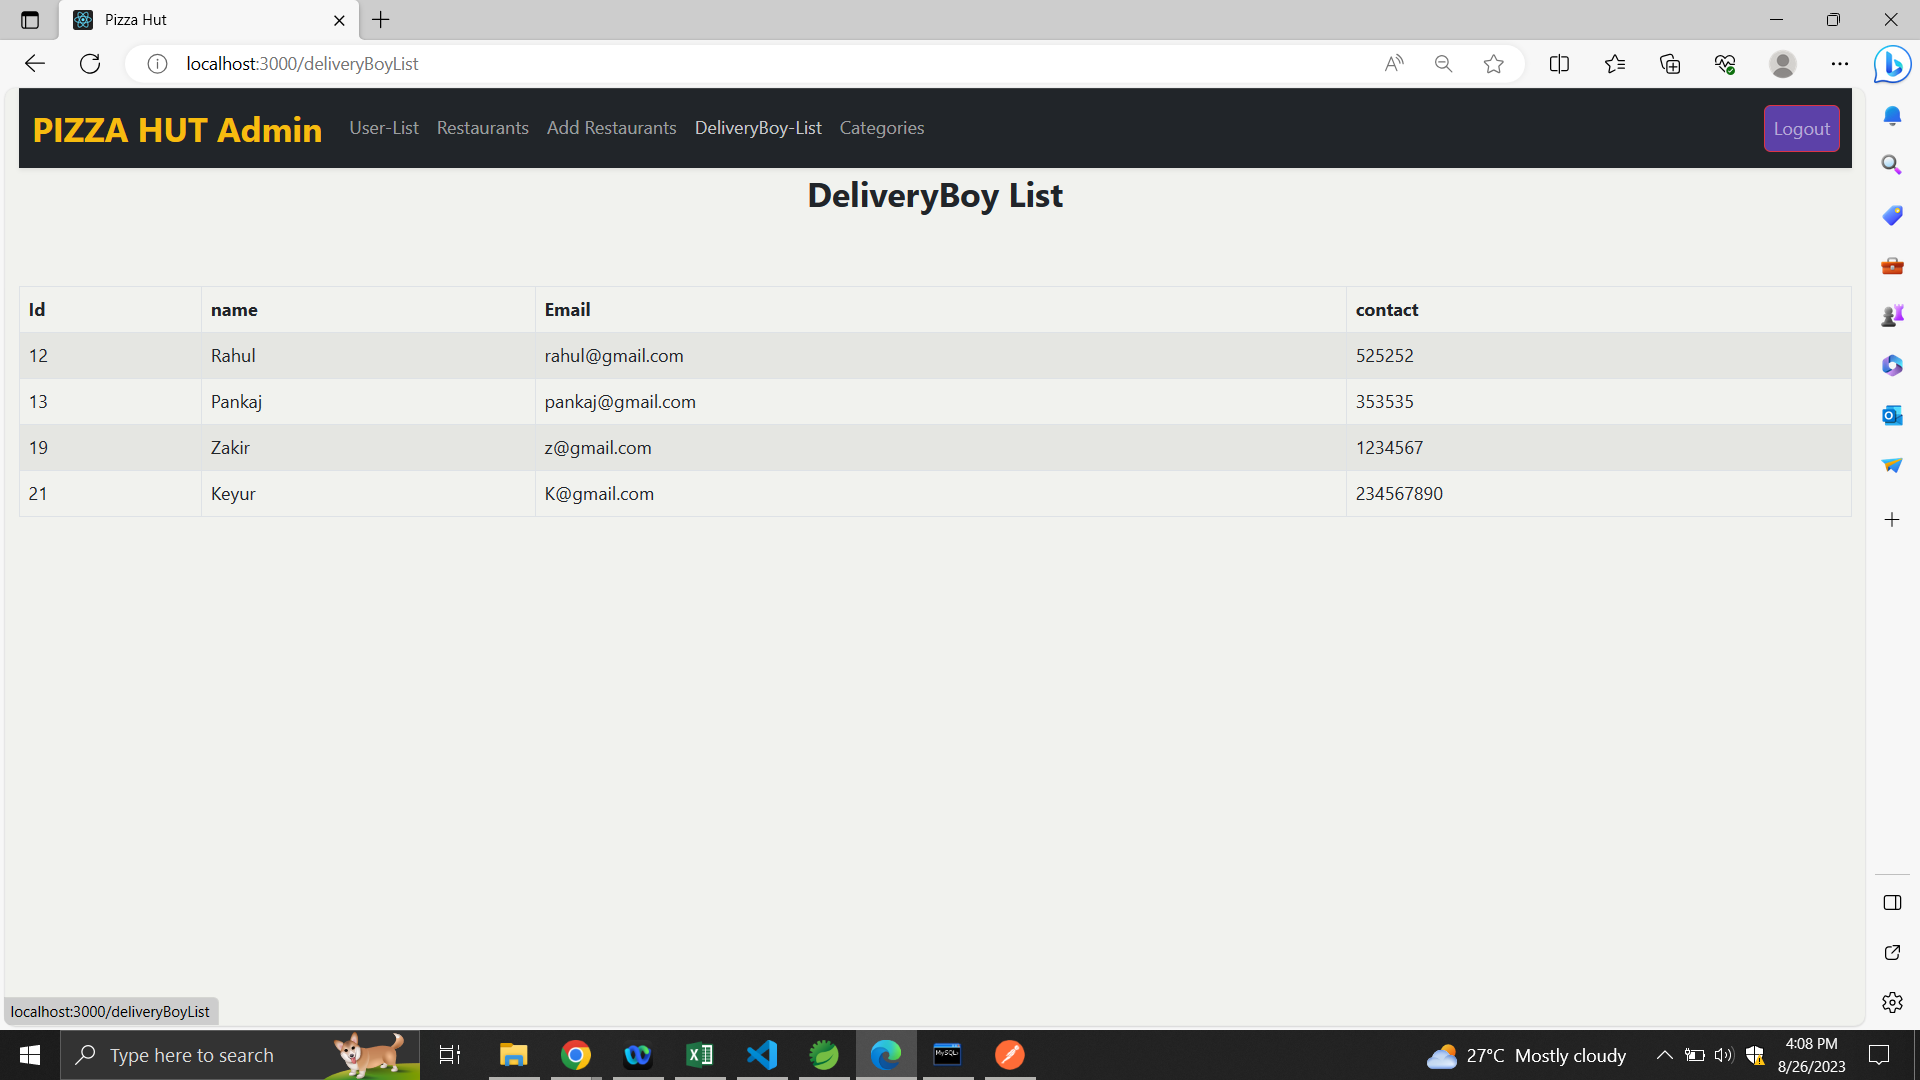 Pizza Hut
localhost:3000/deliveryBoyList
PIZZA HUT Admin User-List Restaurants Add Restaurants DeliveryBoy-List Categories Logout
DeliveryBoy List
Id name Email contact
12 Rahul rahul@gmail.com 525252
13 Pankaj pankaj@gmail.com 353535
19 Zakir z@gmail.com 1234567
21 Keyur K@gmail.com 234567890
localhost:3000/deliveryBoyList
Type here to search
27°C Mostly cloudy
4:08 PM
8/26/2023